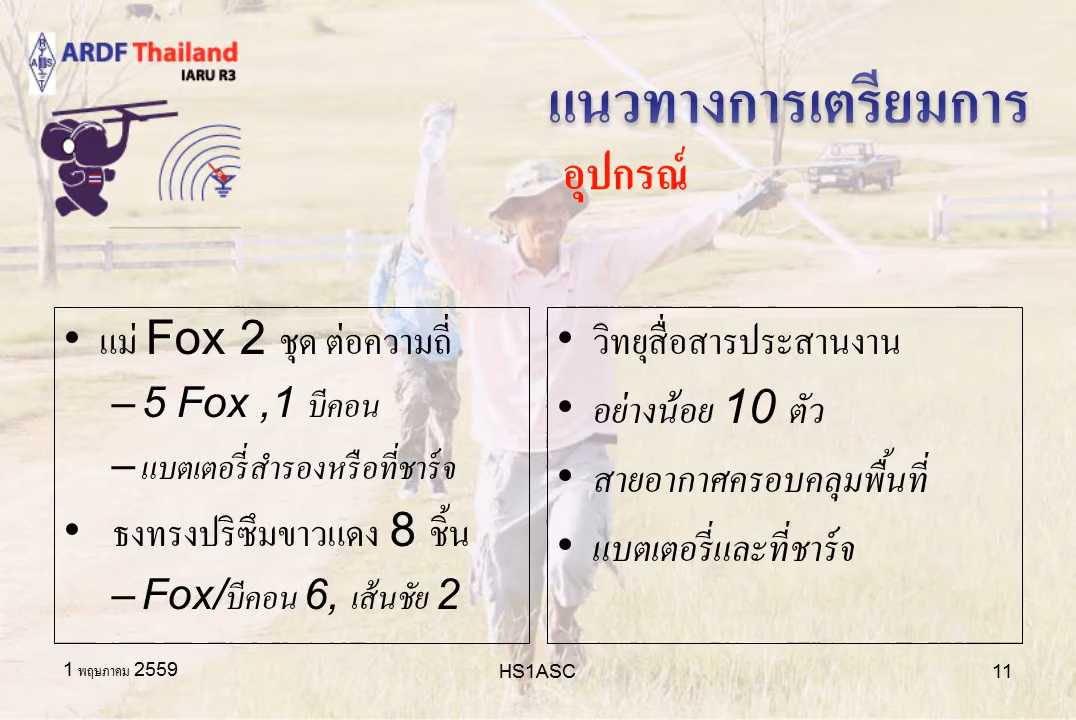 ARDF Thailand
IARU R3
แนวทางการเตรียมการ
อุปกรณ์
• แม่ Fox 2 ชุด ต่อความถี่
– 5 Fox ,1 บีคอน
– แบตเตอรี่สำรองหรือที่ชาร์จ
• ธงทรงปริซึมขาวแดง 8 ชิ้น
– Fox/บีคอน 6, เส้นชัย 2
• วิทยุสื่อสารประสานงาน
• อย่างน้อย 10 ตัว
• สายอากาศครอบคลุมพื้นที่
• แบตเตอรี่และที่ชาร์จ
1 พฤษภาคม 2559
HS1ASC
11